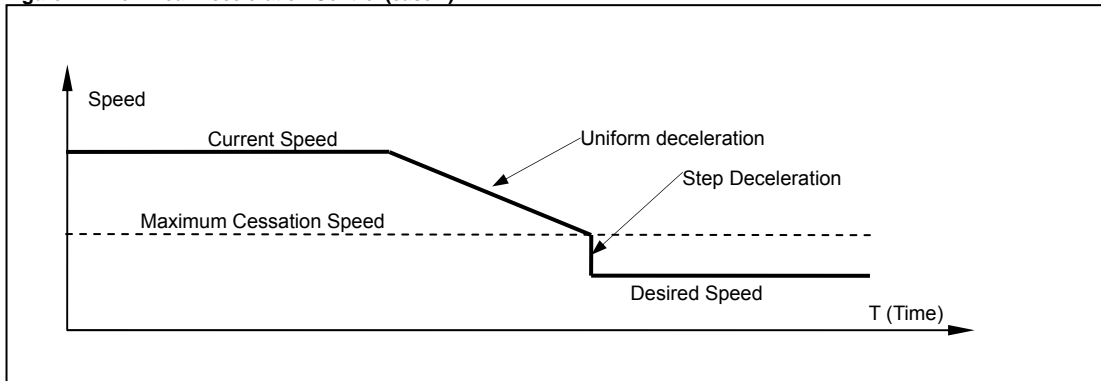 Speed
Current Speed
Uniform deceleration
Step Deceleration
Maximum Cessation Speed
Desired Speed
T (Time)